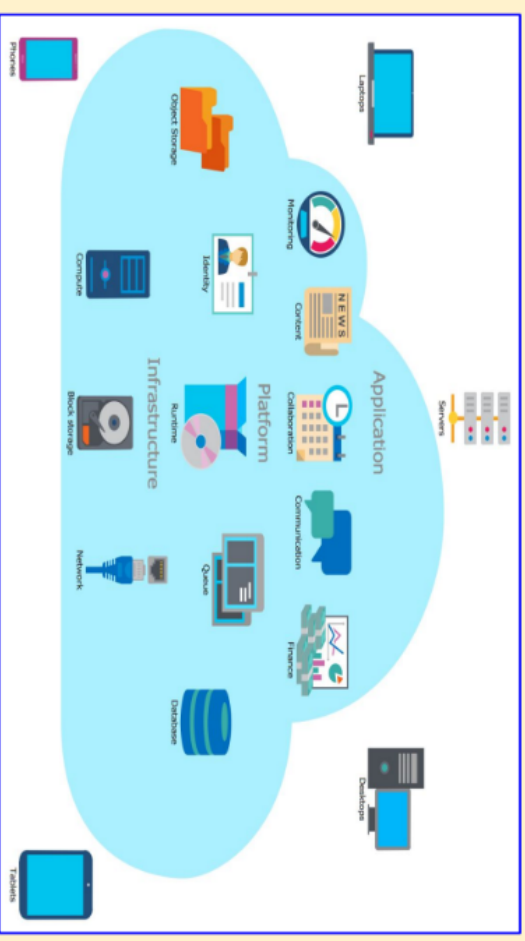 Servers
Laptops
Desktops
Application
NEWS
Monitoring
Content
Collaboration
Communication
Finance
Platform
Object Storage
Identity
Runtime
Queue
Database
Infrastructure
Compute
Block storage
Network
Phones
Tablets